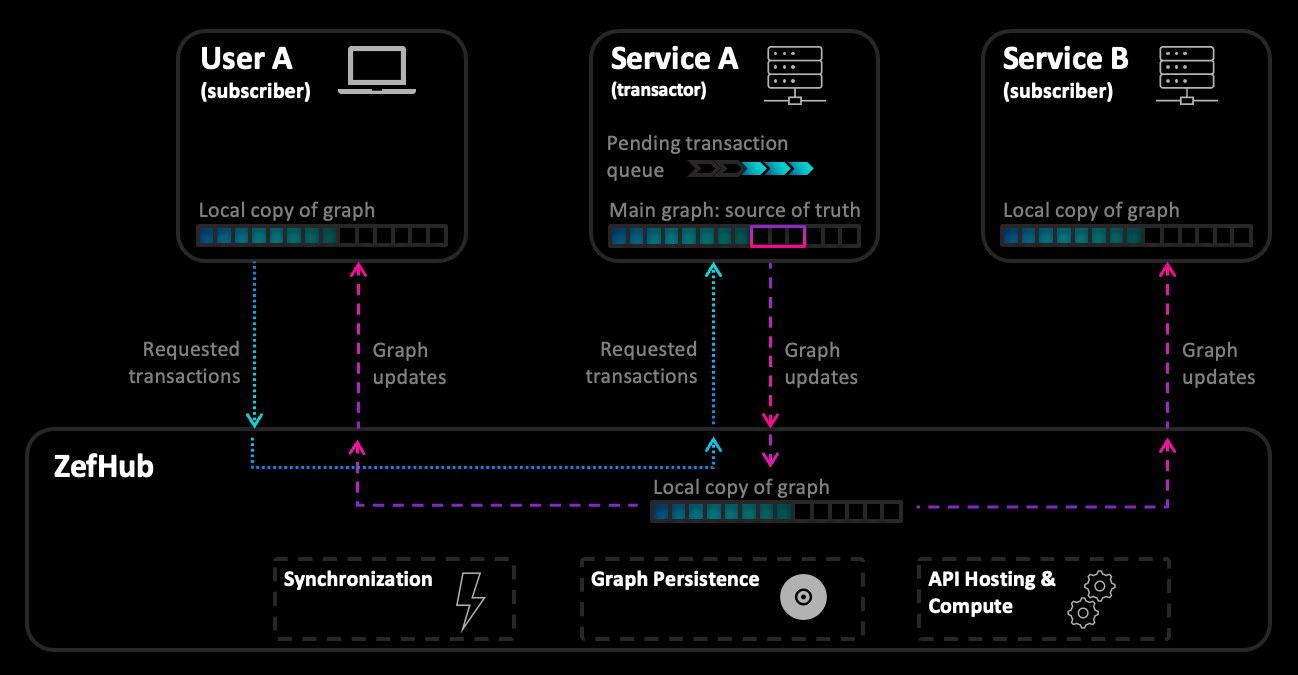 User A
(subscriber)
Local copy of graph
Service A
(transactor)
Pending transaction
queue
Main graph: source of truth
Service B
(subscriber)
Local copy of graph
Requested
transactions
Graph
updates
Requested
transactions
Graph
updates
Graph
updates
ZefHub
Local copy of graph
Synchronization
Graph Persistence
API Hosting &
Compute